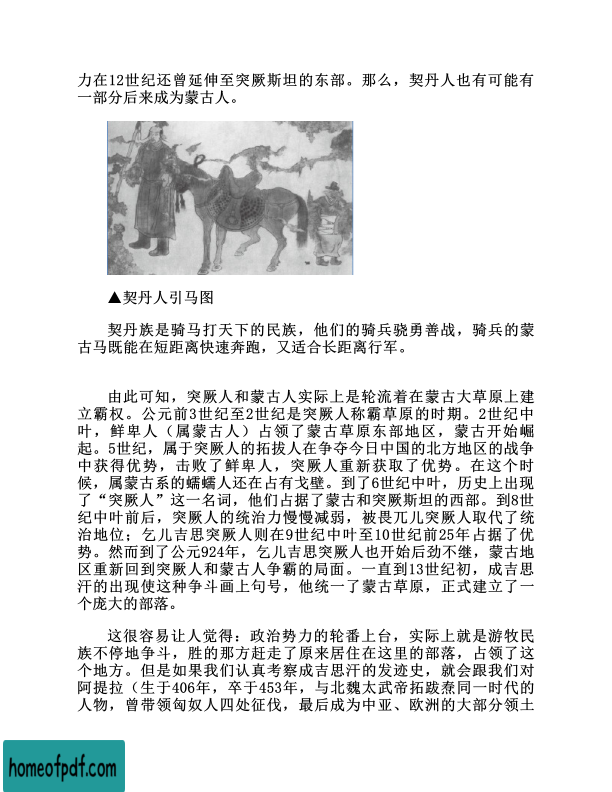 力在12世纪还曾延伸至突厥斯坦的东部。那么，契丹人也有可能有
一部分后来成为蒙古人。
▲契丹人引马图
契丹族是骑马打天下的民族，他们的骑兵骁勇善战，骑兵的蒙
古马既能在短距离快速奔跑，又适合长距离行军。
由此可知，突厥人和蒙古人实际上是轮流着在蒙古大草原上建
立霸权。公元前3世纪至2世纪是突厥人称霸草原的时期。2世纪中
叶，鲜卑人（属蒙古人）占领了蒙古草原东部地区，蒙古开始崛
起。5世纪，属于突厥人的拓拔人在争夺今日中国的北方地区的战争
中获得优势，击败了鲜卑人，突厥人重新获取了优势。在这个时
候，属蒙古系的蠕蠕人还在占有戈壁。到了6世纪中叶，历史上出现
了“突厥人”这一名词，他们占据了蒙古和突厥斯坦的西部。到8世
纪中叶前后，突厥人的统治力慢慢减弱，被畏兀儿突厥人取代了统
治地位；乞儿吉思突厥人则在9世纪中叶至10世纪前25年占据了优
势。然而到了公元924年，乞儿吉思突厥人也开始后劲不继，蒙古地
区重新回到突厥人和蒙古人争霸的局面。一直到13世纪初，成吉思
汗的出现使这种争斗画上句号，他统一了蒙古草原，正式建立了一
个庞大的部落。
这很容易让人觉得：政治势力的轮番上台，实际上就是游牧民
族不停地争斗，胜的那方赶走了原来居住在这里的部落，占领了这
个地方。但是如果我们认真考察成吉思汗的发迹史，就会跟我们对
阿提拉（生于406年，卒于453年，与北魏太武帝拓跋焘同一时代的
人物，曾带领匈奴人四处征伐，最后成为中亚、欧洲的大部分领土
homeofpdf.com